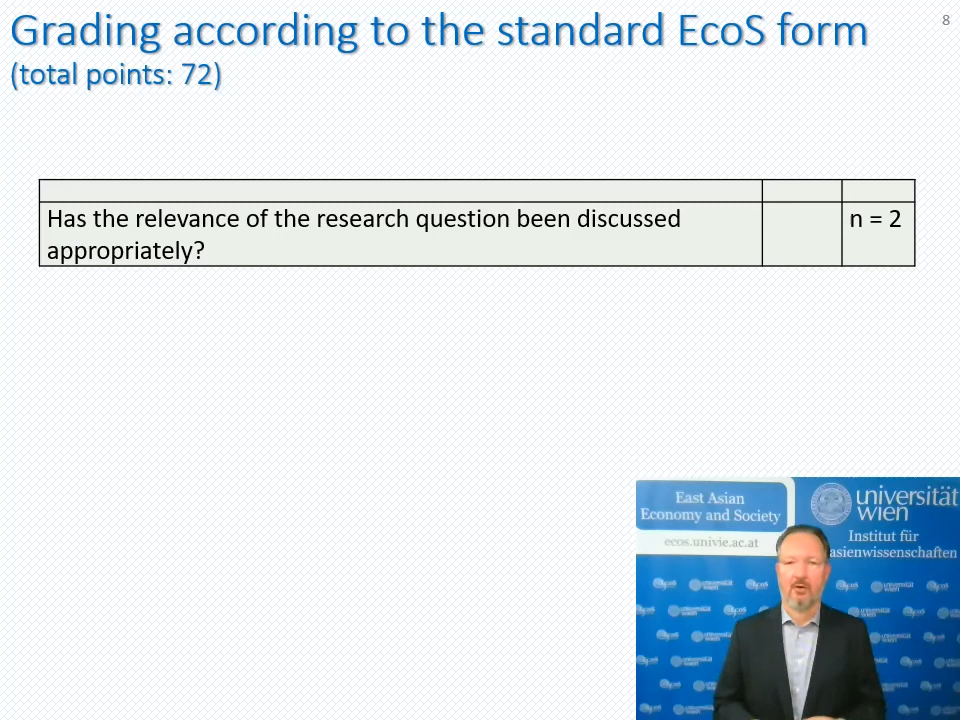 Grading according to the standard EcoS form
(total points: 72)
8
Has the relevance of the research question been discussed
appropriately?
n = 2
East Asian
Economy and Society
ecos.univie.ac.at
universität
wien
Institut für
asienwissenschaften